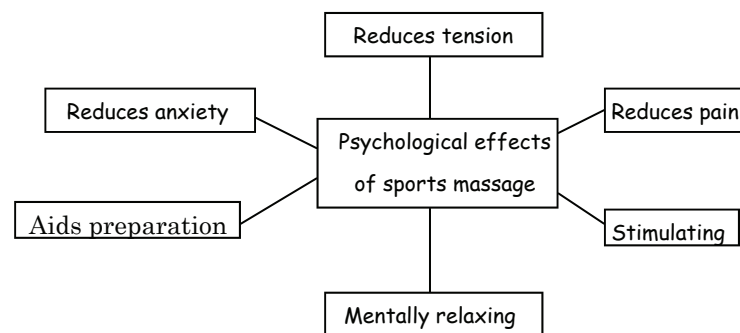 Reduces tension
Reduces anxiety
Reduces pain
Psychological effects
of sports massage
Aids preparation
Stimulating
Mentally relaxing